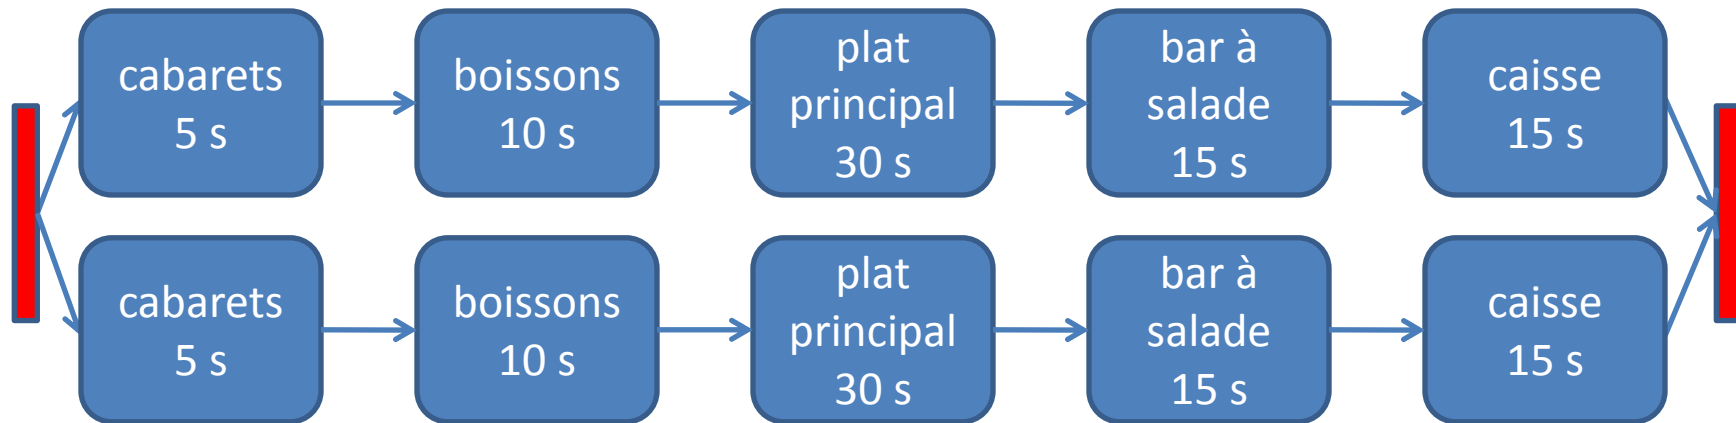 cabarets
5 s
boissons
10 s
plat
principal
30 s
bar à
salade
15 s
caisse
15 s
cabarets
5 s
boissons
10 s
plat
principal
30 s
bar à
salade
15 s
caisse
15 s